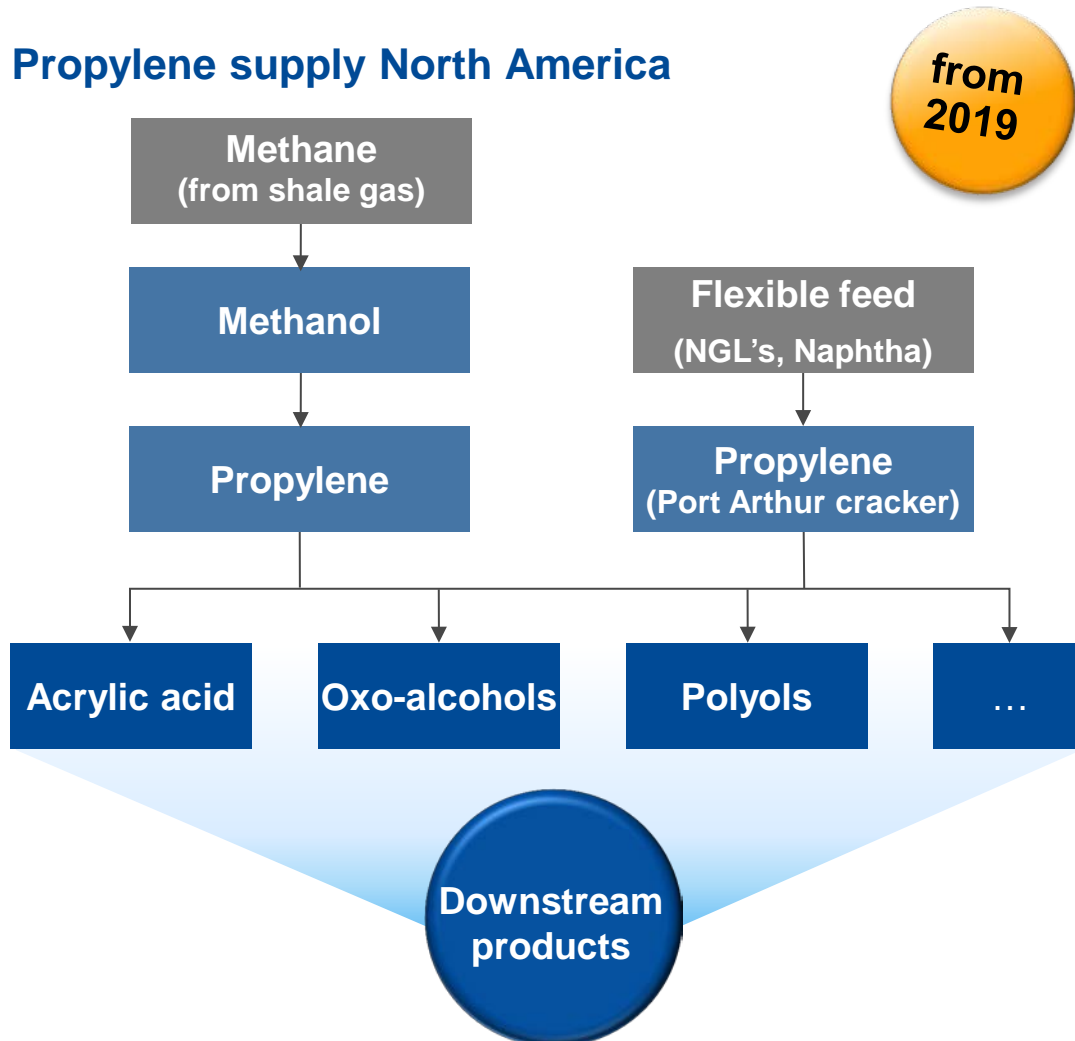 Propylene supply North America
from
2019
Methane
(from shale gas)
Methanol
Flexible feed
(NGL’s, Naphtha)
Propylene
Propylene
(Port Arthur cracker)
Acrylic acid
Oxo-alcohols
Polyols
…
Downstream
products